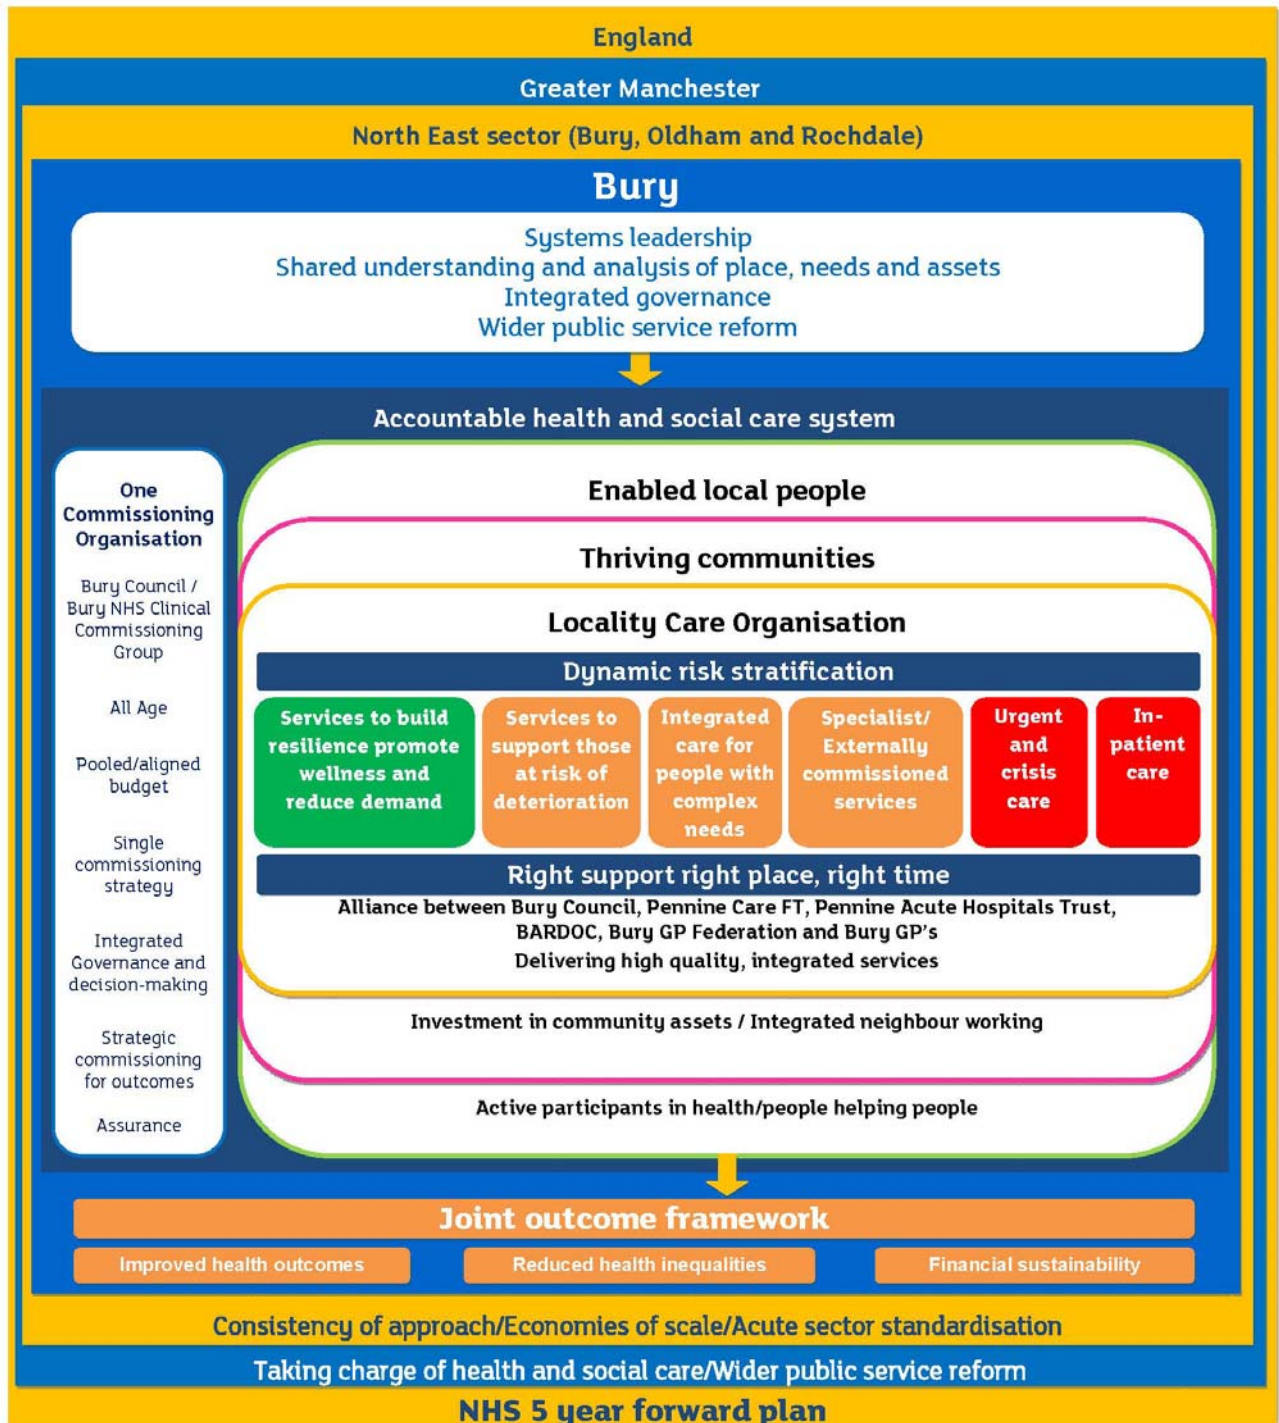 England
Greater Manchester
North East sector (Bury, Oldham and Rochdale)
Bury
Systems leadership
Shared understanding and analysis of place, needs and assets
Integrated governance
Wider public service reform
Accountable health and social care system
One
Commissioning
Organisation
Bury Council /
Bury NHS Clinical
Commissioning
Group
All Age
Pooled/aligned
budget
Single
commissioning
strategy
Integrated
Governance and
decision-making
Strategic
commissioning
for outcomes
Assurance
Enabled local people
Thriving communities
Locality Care Organisation
Dynamic risk stratification
Services to build
resilience promote
wellness and
reduce demand
Services to
support those
at risk of
deterioration
Integrated
care for
people with
complex
needs
Specialist/
Externally
commissioned
services
Urgent
and
crisis
care
In-
patient
care
Right support right place, right time
Alliance between Bury Council, Pennine Care FT, Pennine Acute Hospitals Trust,
BARDOC, Bury GP Federation and Bury GP's
Delivering high quality, integrated services
Investment in community assets / Integrated neighbour working
Active participants in health/people helping people
Joint outcome framework
Improved health outcomes
Reduced health inequalities
Financial sustainability
Consistency of approach/Economies of scale/Acute sector standardisation
Taking charge of health and social care/Wider public service reform
NHS 5 year forward plan